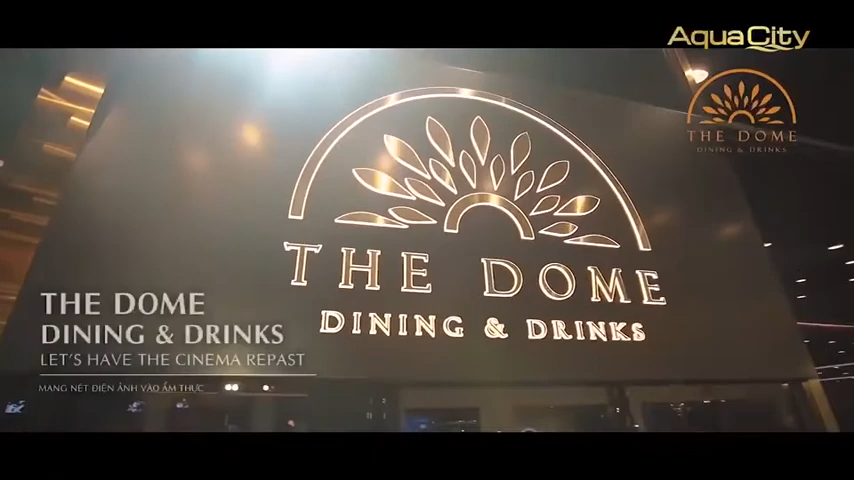 AquaCity
THE DOME
DINING & DRINKS
THE DOME
DINING & DRINKS
THE DOME
DINING & DRINKS
LET'S HAVE THE CINEMA REPAST
MANG NÉT ĐIỆN ẢNH VÀO ẨM THỰC